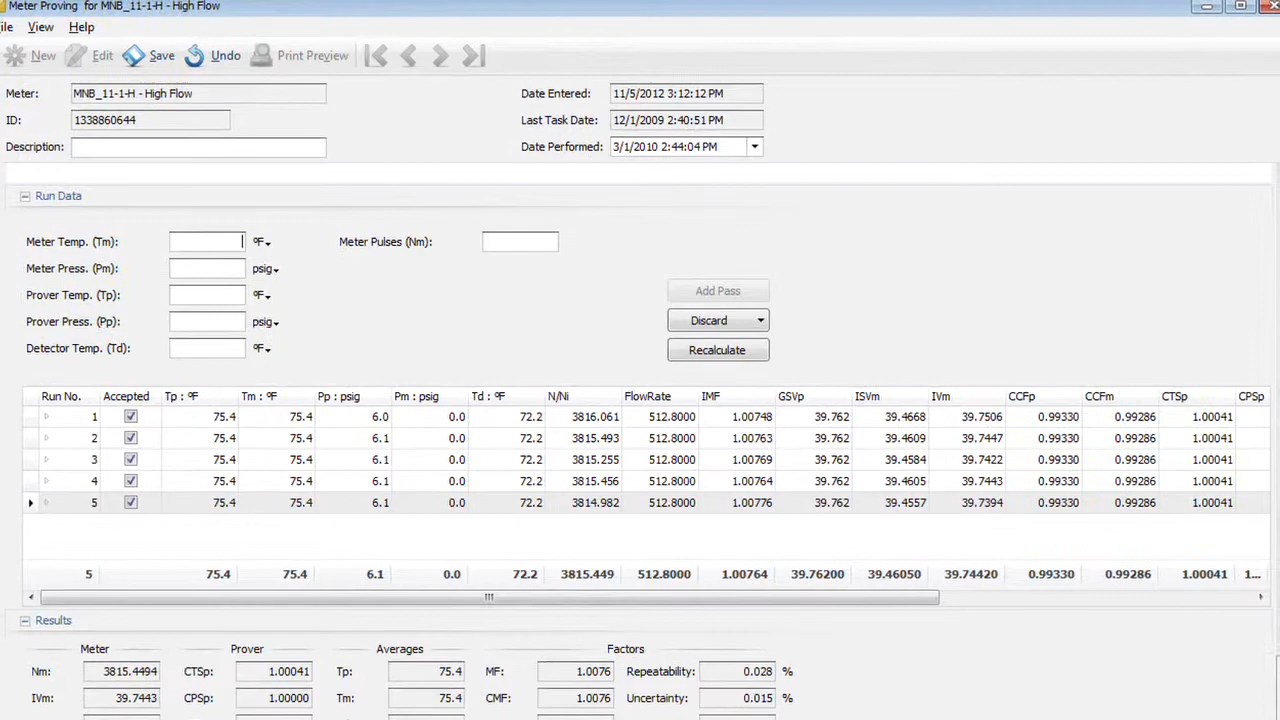 Meter Proving for MNB_11-1-H - High Flow
ile View Help
New Edit Save Undo Print Preview
Meter: MNB_11-1-H - High Flow Date Entered: 11/5/2012 3:12:12 PM
ID: 1338860644 Last Task Date: 12/1/2009 2:40:51 PM
Description: Date Performed: 3/1/2010 2:44:04 PM
Run Data
Meter Temp. (Tm): ºF Meter Pulses (Nm):
Meter Press. (Pm): psig
Add Pass
Prover Temp. (Tp): ºF
Prover Press. (Pp): psig Discard
Detector Temp. (Td): ºF Recalculate
Run No. Accepted Tp : ºF Tm : ºF Pp : psig Pm : psig Td : ºF N/Ni FlowRate IMF GSVp ISVm IVm CCFp CCFm CTSp CPSp
1 75.4 75.4 6.0 0.0 72.2 3816.061 512.8000 1.00748 39.762 39.4668 39.7506 0.99330 0.99286 1.00041
2 75.4 75.4 6.1 0.0 72.2 3815.493 512.8000 1.00763 39.762 39.4609 39.7447 0.99330 0.99286 1.00041
3 75.4 75.4 6.1 0.0 72.2 3815.255 512.8000 1.00769 39.762 39.4584 39.7422 0.99330 0.99286 1.00041
4 75.4 75.4 6.1 0.0 72.2 3815.456 512.8000 1.00764 39.762 39.4605 39.7443 0.99330 0.99286 1.00041
5 75.4 75.4 6.1 0.0 72.2 3814.982 512.8000 1.00776 39.762 39.4557 39.7394 0.99330 0.99286 1.00041
5 75.4 75.4 6.1 0.0 72.2 3815.449 512.8000 1.00764 39.76200 39.46050 39.74420 0.99330 0.99286 1.00041 1...
Results
Meter Prover Averages Factors
Nm: 3815.4494 CTSp: 1.00041 Tp: 75.4 MF: 1.0076 Repeatability: 0.028 %
IVm: 39.7443 CPSp: 1.00000 Tm: 75.4 CMF: 1.0076 Uncertainty: 0.015 %